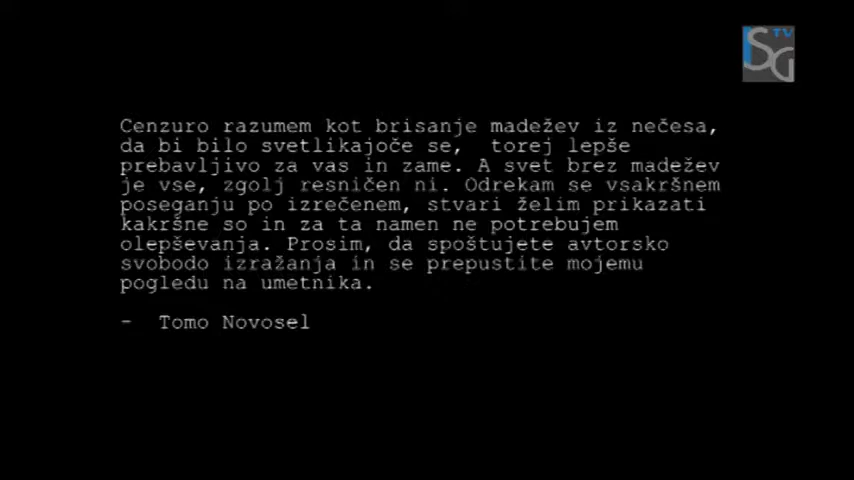 TV
SG
Cenzuro razumem kot brisanje madežev iz nečesa,
da bi bilo svetlikajoče se, torej lepše
prebavljivo za vas in zame. A svet brez madežev
je vse, zgolj resničen ni. Odrekam se vsakršnem
poseganju po izrečenem, stvari želim prikazati
kakršne so in za ta namen ne potrebujem
olepševanja. Prosim, da spoštujete avtorsko
svobodo izražanja in se prepustite mojemu
pogledu na umetnika.
- Tomo Novosel